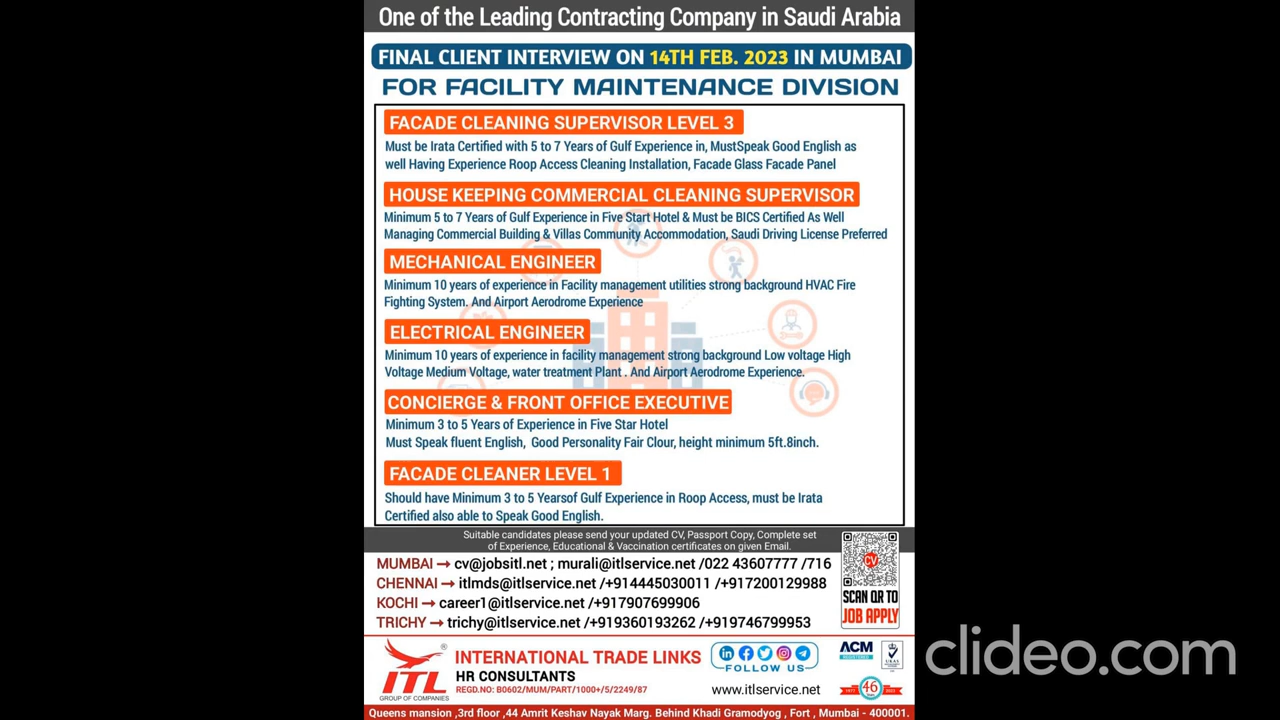 One of the Leading Contracting Company in Saudi Arabia
FINAL CLIENT INTERVIEW ON 14TH FEB. 2023 IN MUMBAI
FOR FACILITY MAINTENANCE DIVISION
FACADE CLEANING SUPERVISOR LEVEL 3
Must be Irata Certified with 5 to 7 Years of Gulf Experience in, MustSpeak Good English as
well Having Experience Roop Access Cleaning Installation, Facade Glass Facade Panel
HOUSE KEEPING COMMERCIAL CLEANING SUPERVISOR
Minimum 5 to 7 Years of Gulf Experience in Five Start Hotel & Must be BICS Certified As Well
Managing Commercial Building & Villas Community Accommodation, Saudi Driving License Preferred
MECHANICAL ENGINEER
Minimum 10 years of experience in Facility management utilities strong background HVAC Fire
Fighting System. And Airport Aerodrome Experience
ELECTRICAL ENGINEER
Minimum 10 years of experience in facility management strong background Low voltage High
Voltage Medium Voltage, water treatment Plant . And Airport Aerodrome Experience.
CONCIERGE & FRONT OFFICE EXECUTIVE
Minimum 3 to 5 Years of Experience in Five Star Hotel
Must Speak fluent English, Good Personality Fair Clour, height minimum 5ft.8inch.
FACADE CLEANER LEVEL 1
Should have Minimum 3 to 5 Yearsof Gulf Experience in Roop Access, must be Irata
Certified also able to Speak Good English.
Suitable candidates please send your updated CV, Passport Copy, Complete set
of Experience, Educational & Vaccination certificates on given Email.
MUMBAI → cv@jobsitl.net ; murali@itlservice.net /022 43607777 /716
CHENNAI → itlmds@itlservice.net /+914445030011 /+917200129988
KOCHI → career1@itlservice.net /+917907699906
TRICHY → trichy@itlservice.net /+919360193262 /+919746799953
CV
SCAN QR TO
JOB APPLY
ITL
GROUP OF COMPANIES
INTERNATIONAL TRADE LINKS
HR CONSULTANTS
REGD.NO: B0602/MUM/PART/1000+/5/2249/87
FOLLOW US
www.itlservice.net
ACM
REGISTERED
UKAS
1977 46 2023
Queens mansion ,3rd floor ,44 Amrit Keshav Nayak Marg. Behind Khadi Gramodyog , Fort , Mumbai - 400001.
clideo.com